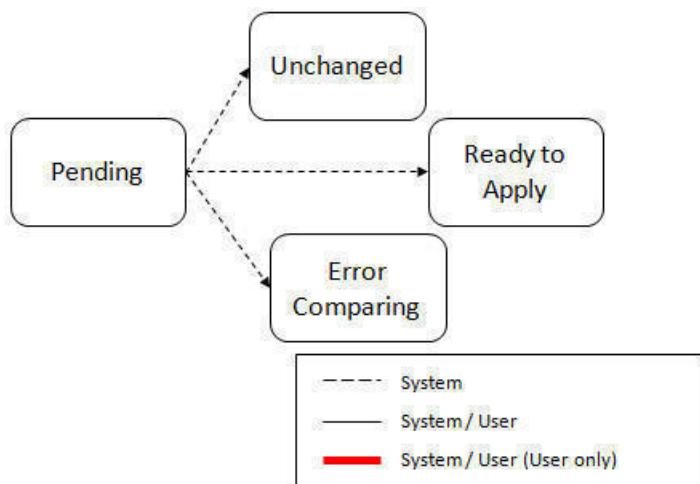 Unchanged
Pending
Ready to
Apply
Error
Comparing
System
System / User
System / User (User only)